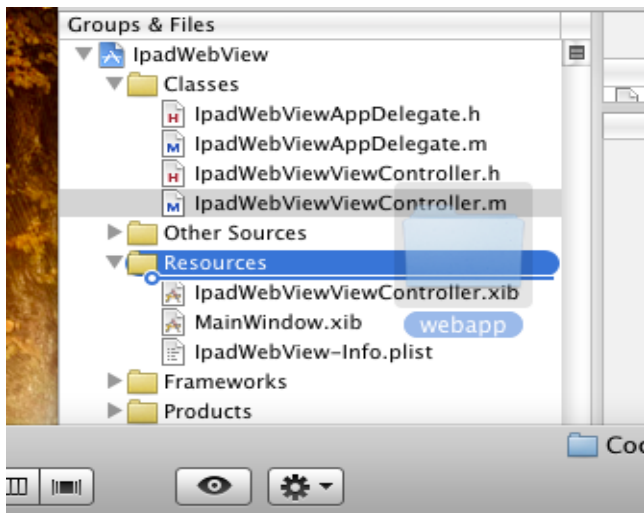 Groups & Files
IpadWebView
Classes
H IpadWebViewAppDelegate.h
M IpadWebViewAppDelegate.m
H IpadWebViewViewController.h
M IpadWebViewViewController.m
Other Sources
Resources
IpadWebViewViewController.xib
MainWindow.xib
webapp
IpadWebView-Info.plist
Frameworks
Products